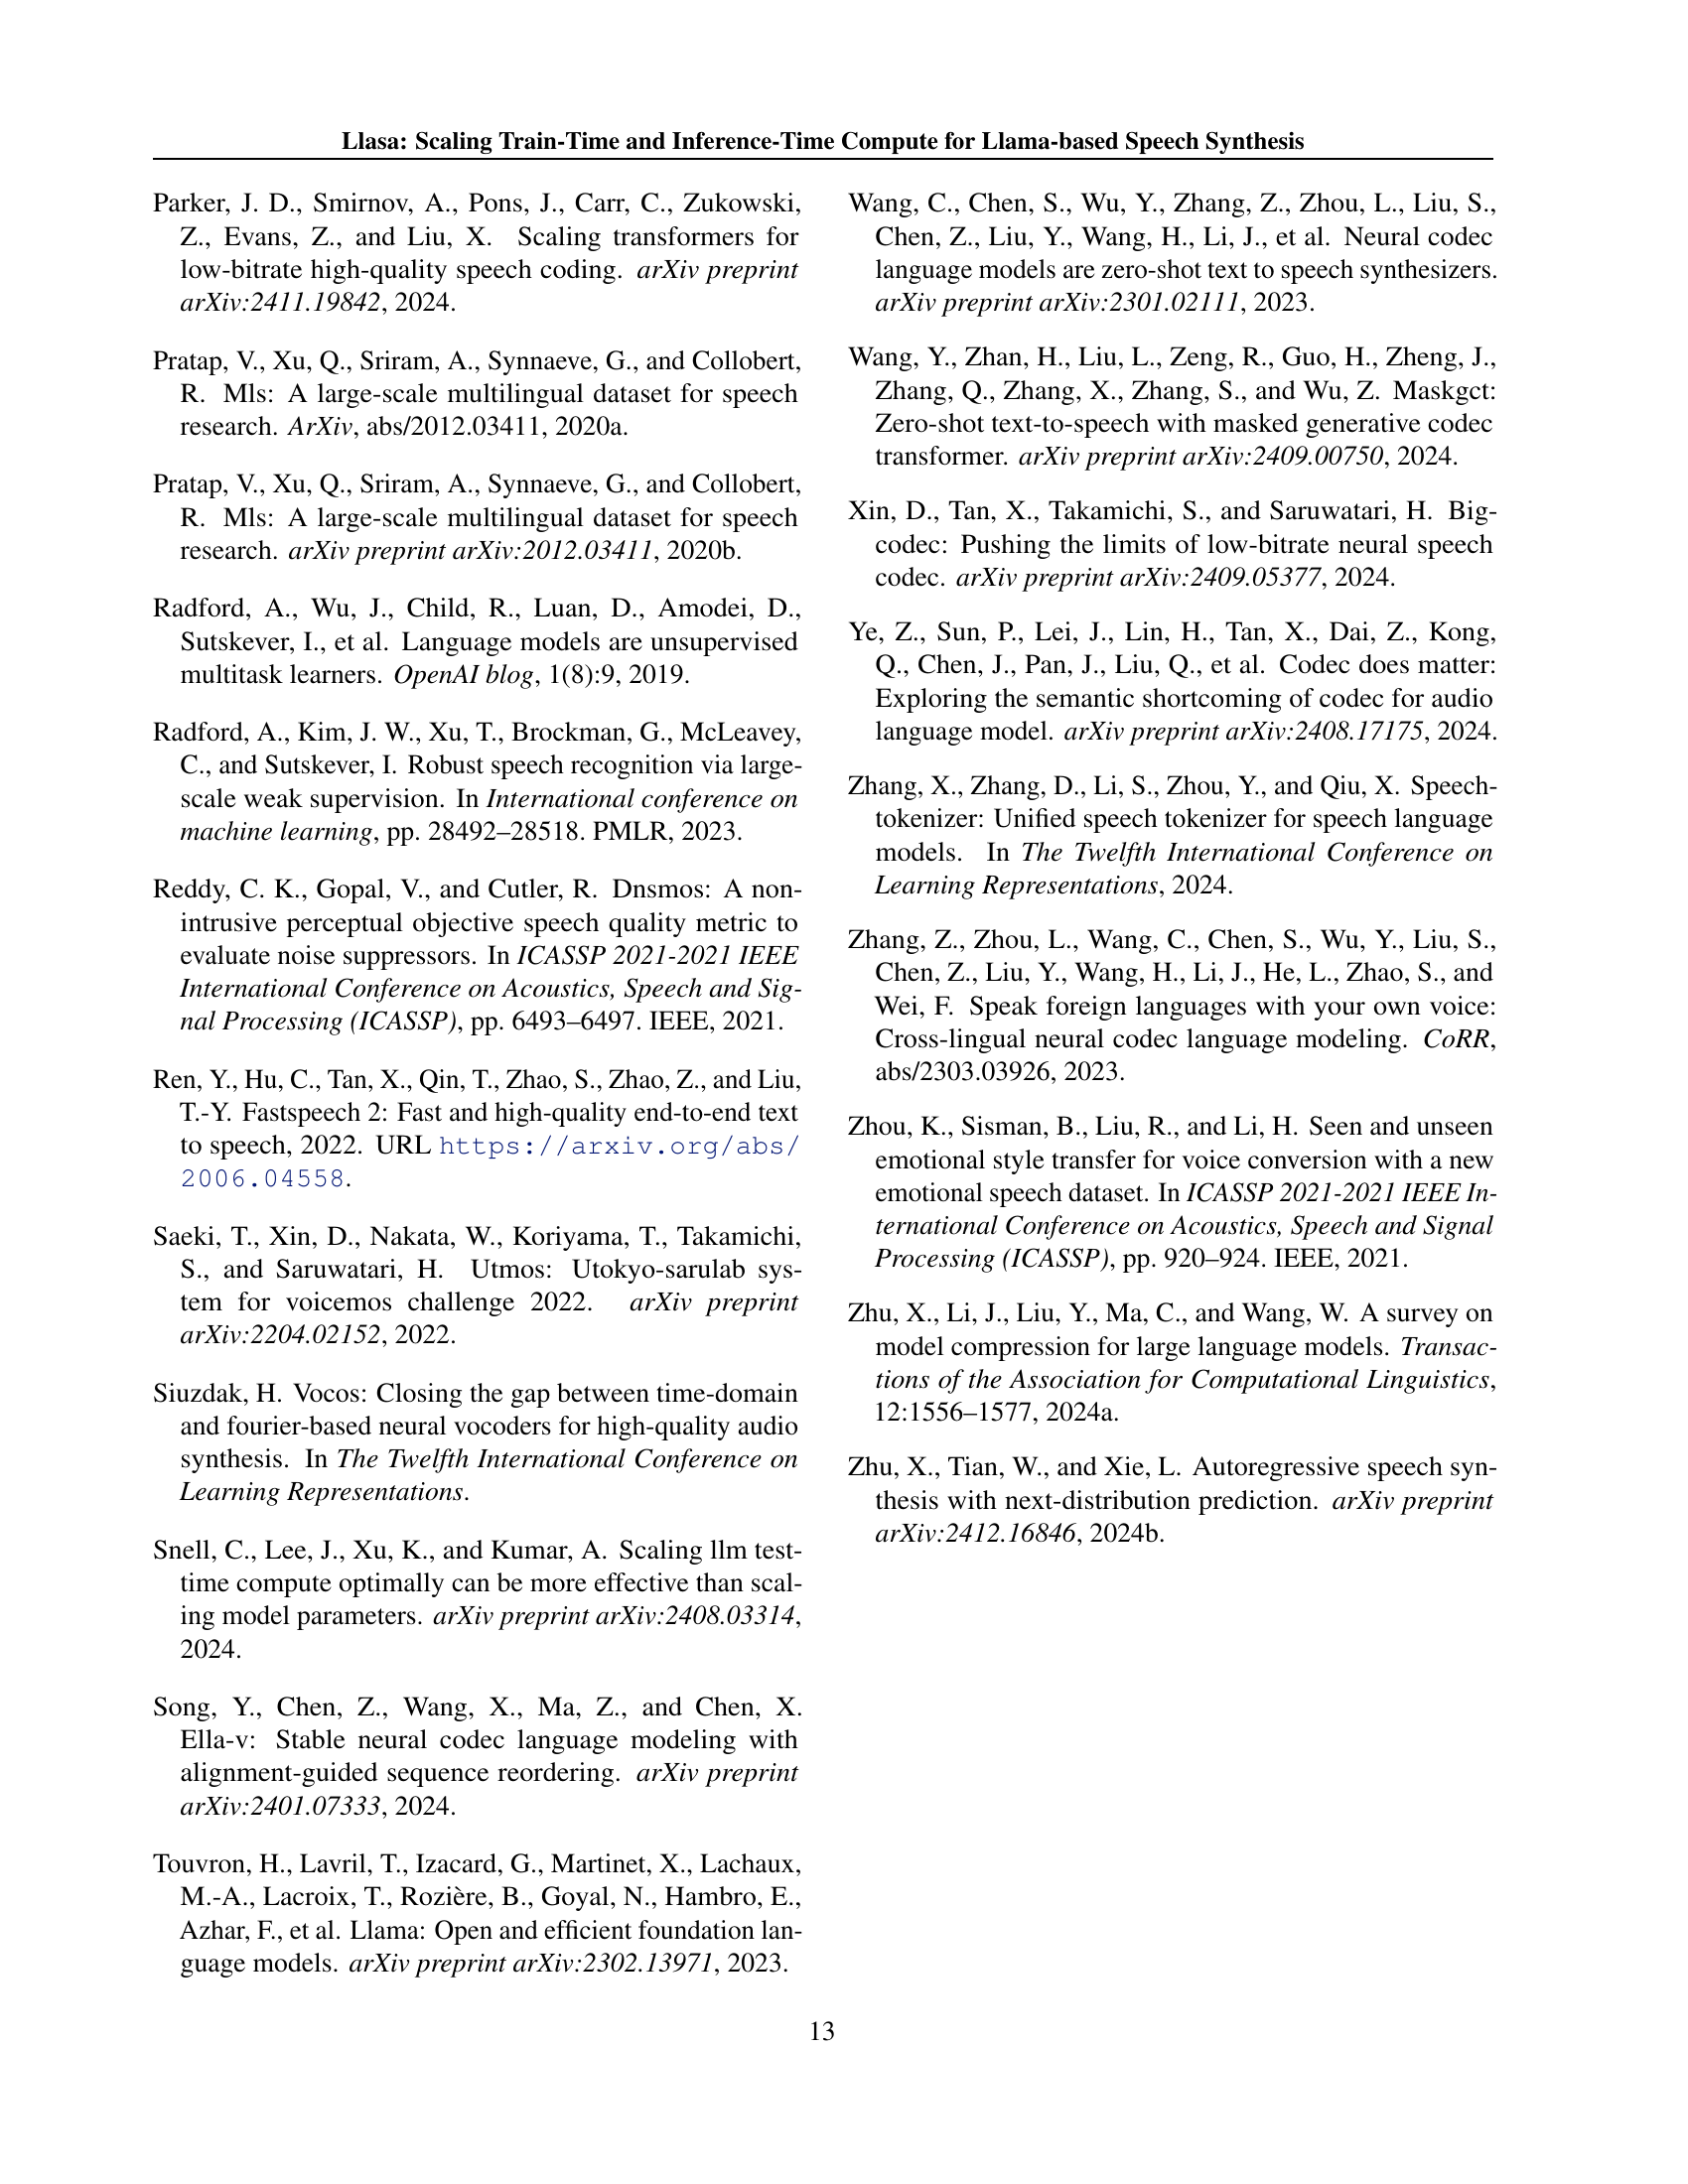 Llasa: Scaling Train-Time and Inference-Time Compute for Llama-based Speech Synthesis
Parker, J. D., Smirnov, A., Pons, J., Carr, C., Zukowski,
Z., Evans, Z., and Liu, X. Scaling transformers for
low-bitrate high-quality speech coding. arXiv preprint
arXiv:2411.19842, 2024.
Pratap, V., Xu, Q., Sriram, A., Synnaeve, G., and Collobert,
R. Mls: A large-scale multilingual dataset for speech
research. ArXiv, abs/2012.03411, 2020a.
Pratap, V., Xu, Q., Sriram, A., Synnaeve, G., and Collobert,
R. Mls: A large-scale multilingual dataset for speech
research. arXiv preprint arXiv:2012.03411, 2020b.
Radford, A., Wu, J., Child, R., Luan, D., Amodei, D.,
Sutskever, I., et al. Language models are unsupervised
multitask learners. OpenAI blog, 1(8):9, 2019.
Radford, A., Kim, J. W., Xu, T., Brockman, G., McLeavey,
C., and Sutskever, I. Robust speech recognition via large-
scale weak supervision. In International conference on
machine learning, pp. 28492–28518. PMLR, 2023.
Reddy, C. K., Gopal, V., and Cutler, R. Dnsmos: A non-
intrusive perceptual objective speech quality metric to
evaluate noise suppressors. In ICASSP 2021-2021 IEEE
International Conference on Acoustics, Speech and Sig-
nal Processing (ICASSP), pp. 6493–6497. IEEE, 2021.
Ren, Y., Hu, C., Tan, X., Qin, T., Zhao, S., Zhao, Z., and Liu,
T.-Y. Fastspeech 2: Fast and high-quality end-to-end text
to speech, 2022. URL https://arxiv.org/abs/
2006.04558.
Saeki, T., Xin, D., Nakata, W., Koriyama, T., Takamichi,
S., and Saruwatari, H. Utmos: Utokyo-sarulab sys-
tem for voicemos challenge 2022. arXiv preprint
arXiv:2204.02152, 2022.
Siuzdak, H. Vocos: Closing the gap between time-domain
and fourier-based neural vocoders for high-quality audio
synthesis. In The Twelfth International Conference on
Learning Representations.
Snell, C., Lee, J., Xu, K., and Kumar, A. Scaling llm test-
time compute optimally can be more effective than scal-
ing model parameters. arXiv preprint arXiv:2408.03314,
2024.
Song, Y., Chen, Z., Wang, X., Ma, Z., and Chen, X.
Ella-v: Stable neural codec language modeling with
alignment-guided sequence reordering. arXiv preprint
arXiv:2401.07333, 2024.
Touvron, H., Lavril, T., Izacard, G., Martinet, X., Lachaux,
M.-A., Lacroix, T., Rozière, B., Goyal, N., Hambro, E.,
Azhar, F., et al. Llama: Open and efficient foundation lan-
guage models. arXiv preprint arXiv:2302.13971, 2023.
Wang, C., Chen, S., Wu, Y., Zhang, Z., Zhou, L., Liu, S.,
Chen, Z., Liu, Y., Wang, H., Li, J., et al. Neural codec
language models are zero-shot text to speech synthesizers.
arXiv preprint arXiv:2301.02111, 2023.
Wang, Y., Zhan, H., Liu, L., Zeng, R., Guo, H., Zheng, J.,
Zhang, Q., Zhang, X., Zhang, S., and Wu, Z. Maskgct:
Zero-shot text-to-speech with masked generative codec
transformer. arXiv preprint arXiv:2409.00750, 2024.
Xin, D., Tan, X., Takamichi, S., and Saruwatari, H. Big-
codec: Pushing the limits of low-bitrate neural speech
codec. arXiv preprint arXiv:2409.05377, 2024.
Ye, Z., Sun, P., Lei, J., Lin, H., Tan, X., Dai, Z., Kong,
Q., Chen, J., Pan, J., Liu, Q., et al. Codec does matter:
Exploring the semantic shortcoming of codec for audio
language model. arXiv preprint arXiv:2408.17175, 2024.
Zhang, X., Zhang, D., Li, S., Zhou, Y., and Qiu, X. Speech-
tokenizer: Unified speech tokenizer for speech language
models. In The Twelfth International Conference on
Learning Representations, 2024.
Zhang, Z., Zhou, L., Wang, C., Chen, S., Wu, Y., Liu, S.,
Chen, Z., Liu, Y., Wang, H., Li, J., He, L., Zhao, S., and
Wei, F. Speak foreign languages with your own voice:
Cross-lingual neural codec language modeling. CoRR,
abs/2303.03926, 2023.
Zhou, K., Sisman, B., Liu, R., and Li, H. Seen and unseen
emotional style transfer for voice conversion with a new
emotional speech dataset. In ICASSP 2021-2021 IEEE In-
ternational Conference on Acoustics, Speech and Signal
Processing (ICASSP), pp. 920–924. IEEE, 2021.
Zhu, X., Li, J., Liu, Y., Ma, C., and Wang, W. A survey on
model compression for large language models. Transac-
tions of the Association for Computational Linguistics,
12:1556–1577, 2024a.
Zhu, X., Tian, W., and Xie, L. Autoregressive speech syn-
thesis with next-distribution prediction. arXiv preprint
arXiv:2412.16846, 2024b.
13